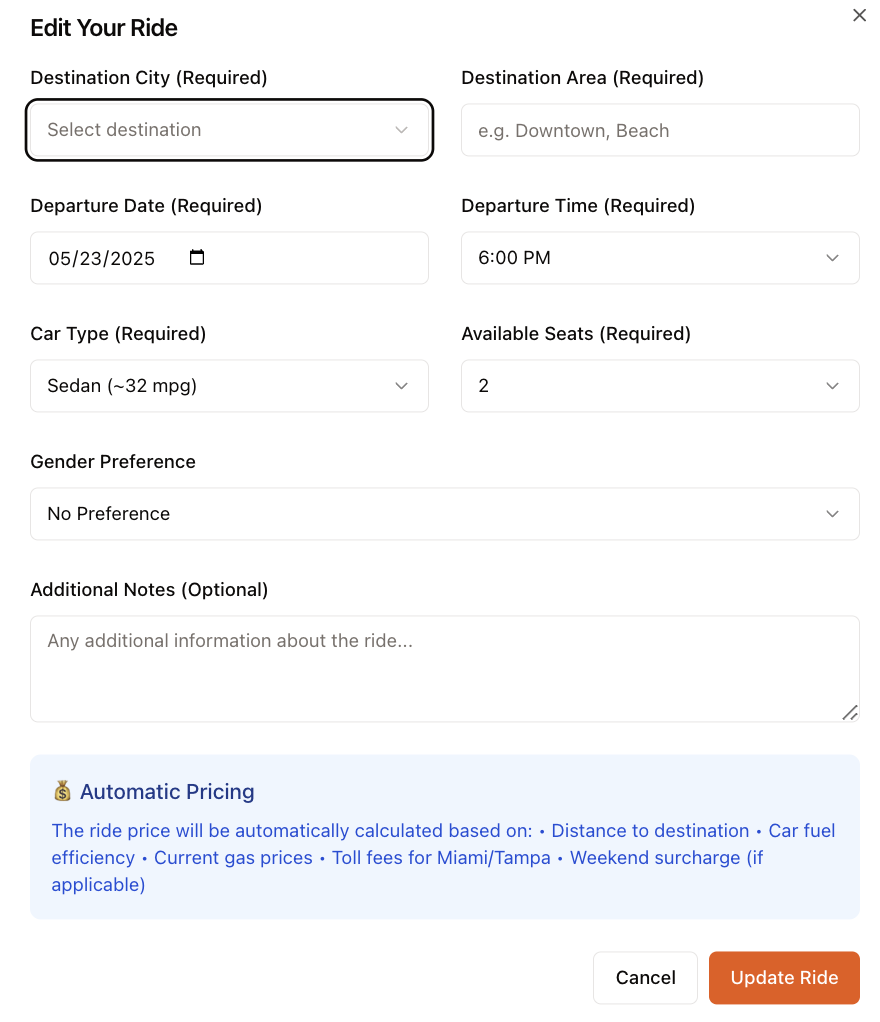 Edit Your Ride
Destination City (Required)
Destination Area (Required)
Select destination
e.g. Downtown, Beach
Departure Date (Required)
Departure Time (Required)
05/23/2025
6:00 PM
Car Type (Required)
Available Seats (Required)
Sedan (~32 mpg)
2
Gender Preference
No Preference
Additional Notes (Optional)
Any additional information about the ride...
💰 Automatic Pricing
The ride price will be automatically calculated based on: • Distance to destination • Car fuel
efficiency • Current gas prices • Toll fees for Miami/Tampa • Weekend surcharge (if
applicable)
Cancel
Update Ride